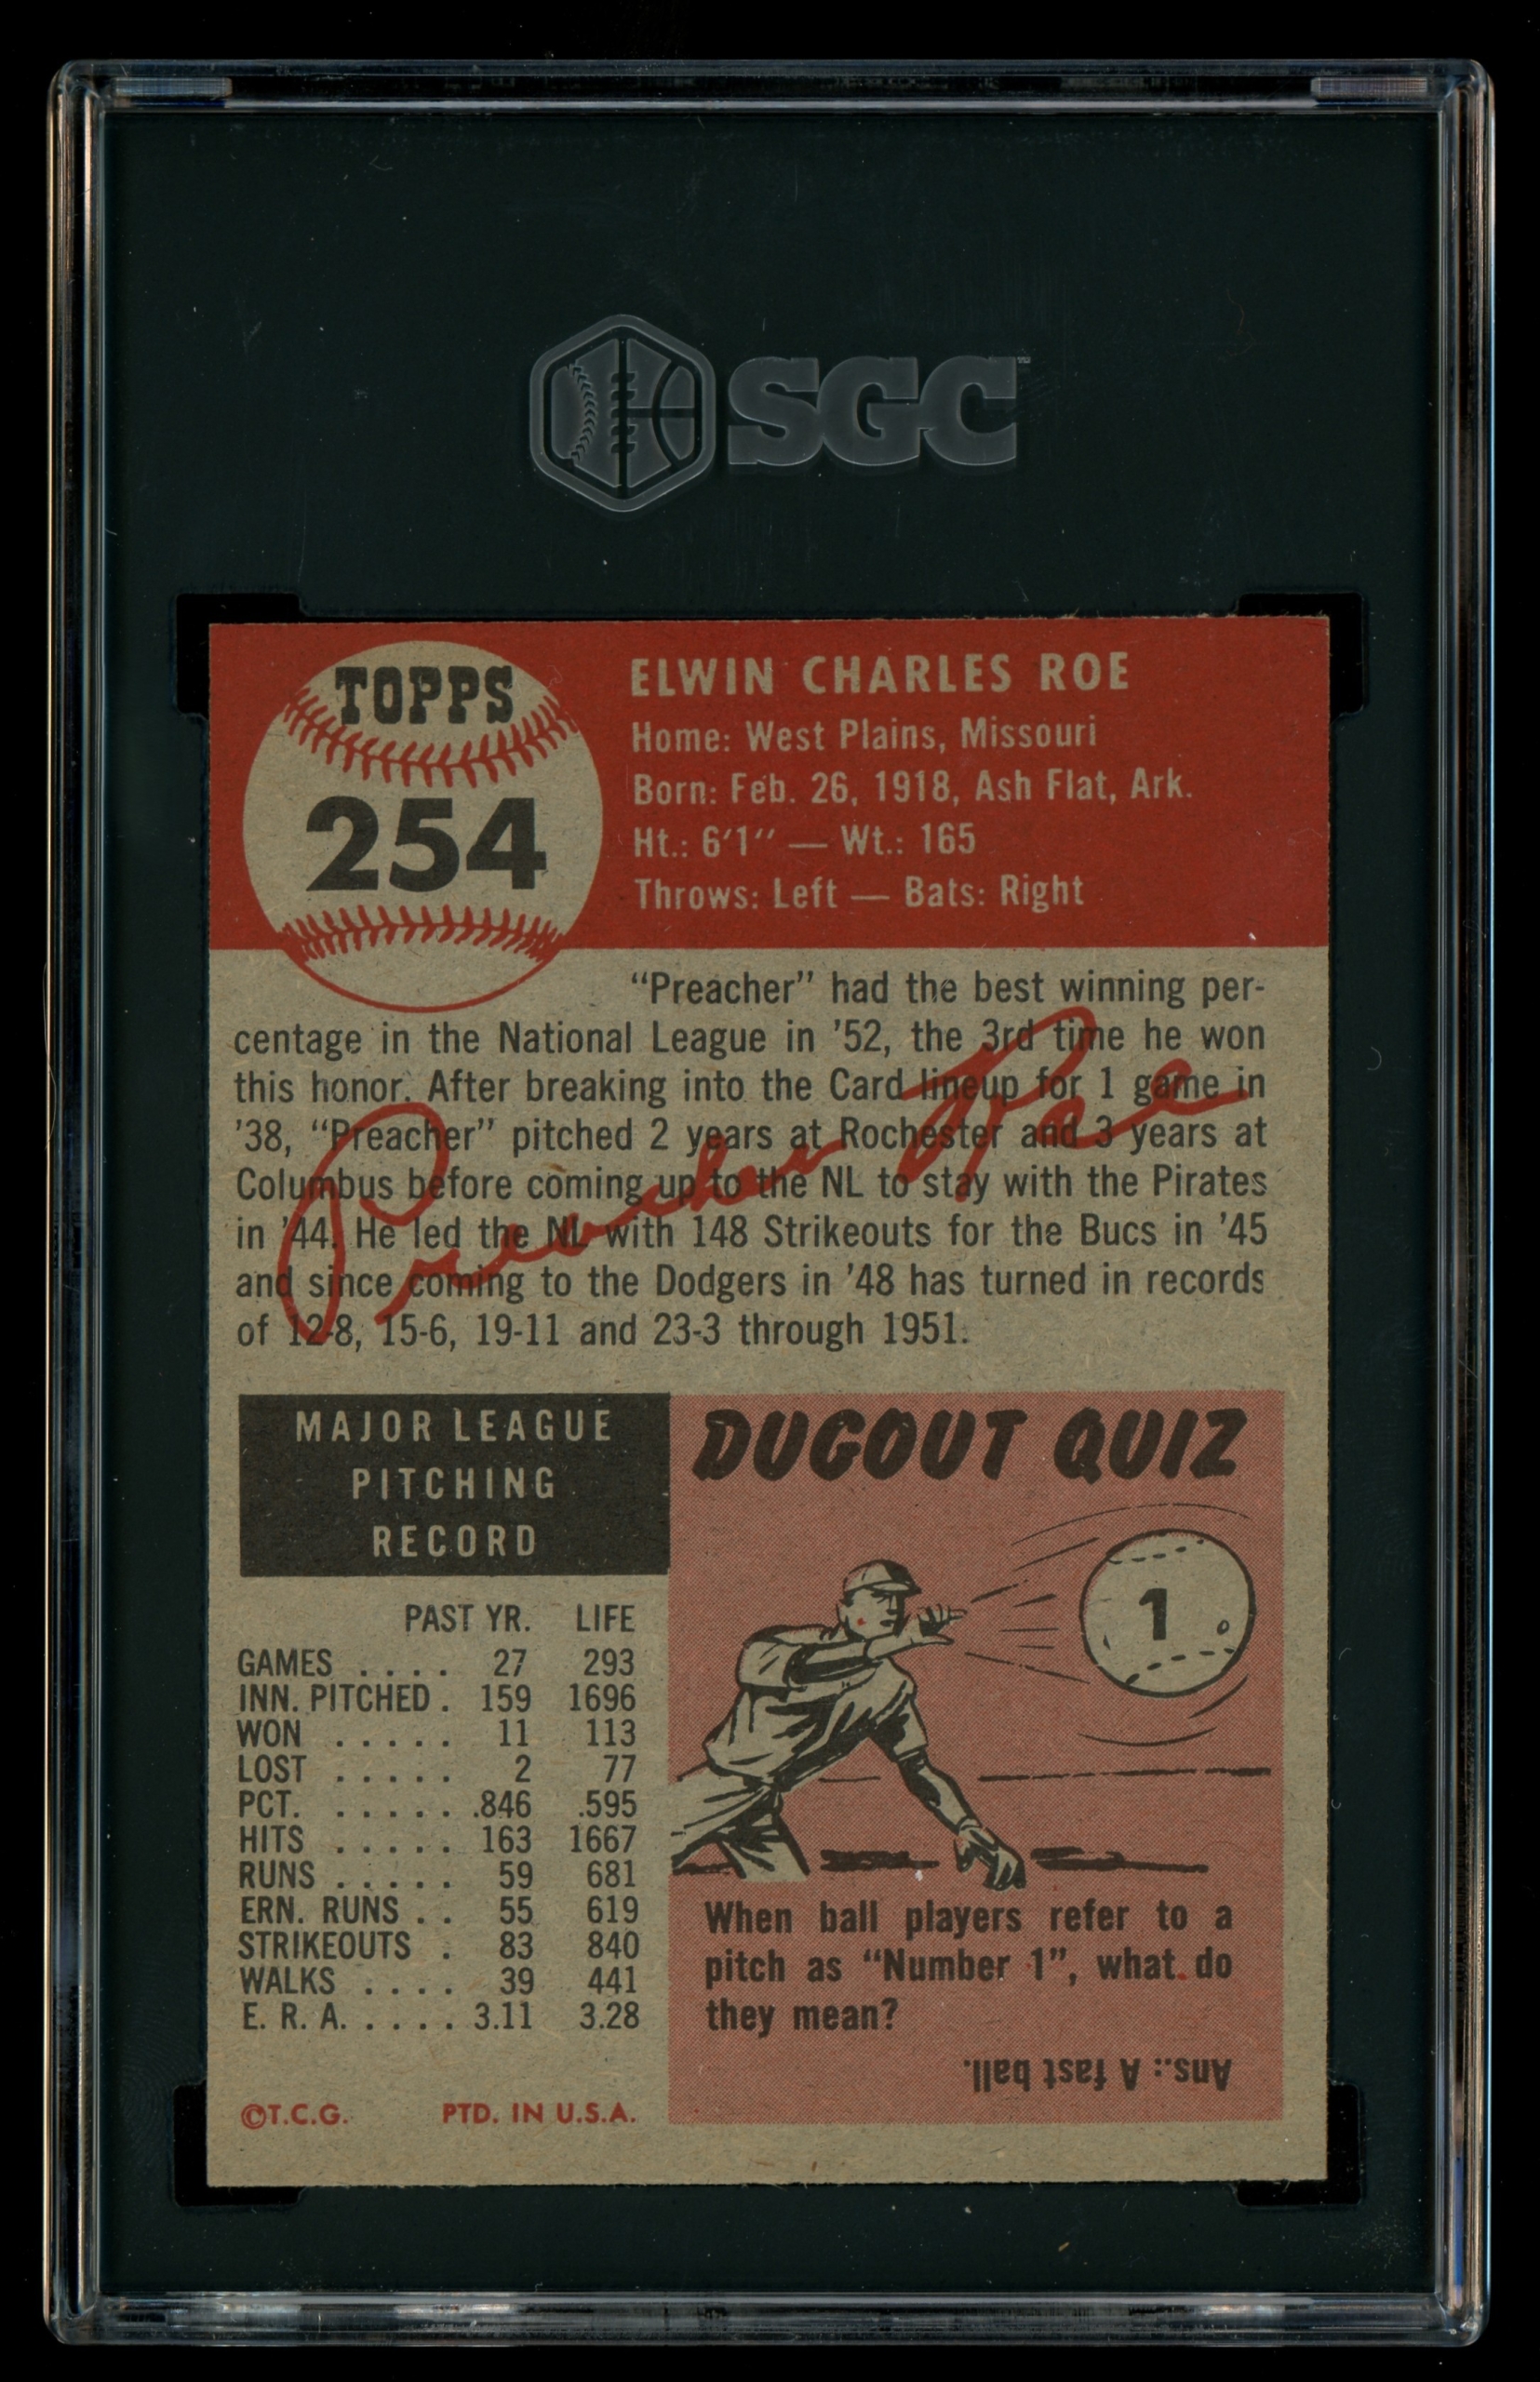 SGC™
TOPPS
254
ELWIN CHARLES ROE
Home: West Plains, Missouri
Born: Feb. 26, 1918, Ash Flat, Ark.
Ht.: 6'1" — Wt.: 165
Throws: Left — Bats: Right
"Preacher" had the best winning per-
centage in the National League in '52, the 3rd time he won
this honor. After breaking into the Card lineup for 1 game in
'38, "Preacher" pitched 2 years at Rochester and 3 years at
Columbus before coming up to the NL to stay with the Pirates
in '44. He led the NL with 148 Strikeouts for the Bucs in '45
and since coming to the Dodgers in '48 has turned in records
of 12-8, 15-6, 19-11 and 23-3 through 1951.
Preacher Roe
MAJOR LEAGUE
PITCHING
RECORD
PAST YR. LIFE
GAMES .... 27 293
INN. PITCHED . 159 1696
WON ..... 11 113
LOST ..... 2 77
PCT. ...... .846 .595
HITS ..... 163 1667
RUNS ..... 59 681
ERN. RUNS .. 55 619
STRIKEOUTS . 83 840
WALKS .... 39 441
E. R. A. ..... 3.11 3.28
©T.C.G. PTD. IN U.S.A.
DUGOUT QUIZ
1
When ball players refer to a
pitch as "Number 1", what do
they mean?
Ans.: A fast ball.